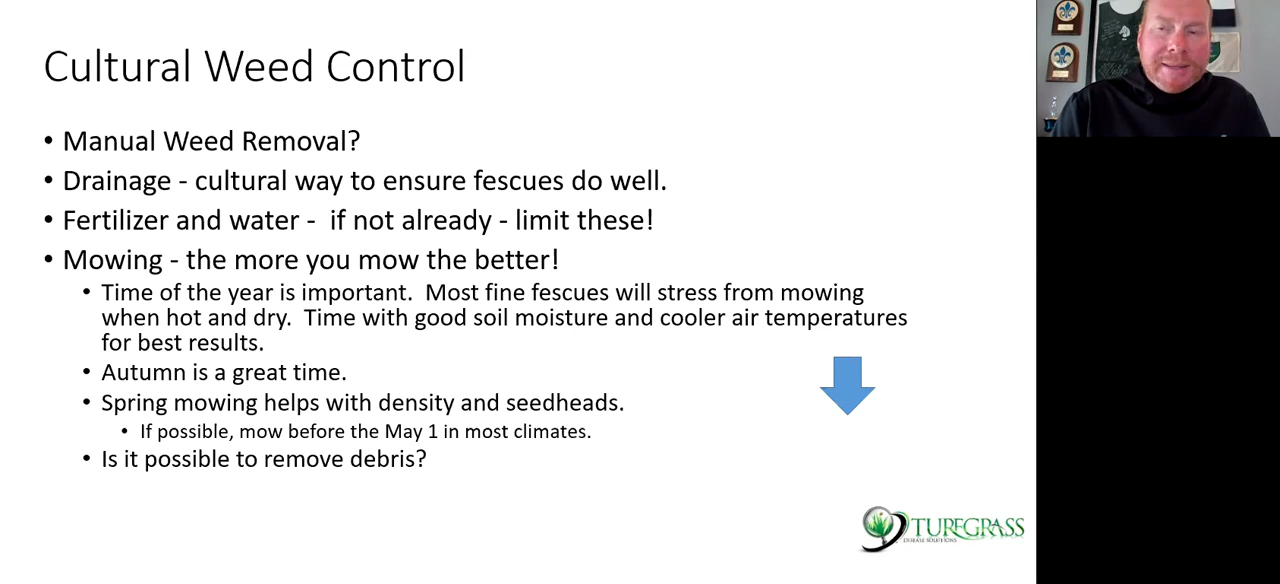 Cultural Weed Control
• Manual Weed Removal?
• Drainage - cultural way to ensure fescues do well.
• Fertilizer and water -  if not already - limit these!
• Mowing - the more you mow the better!
• Time of the year is important.  Most fine fescues will stress from mowing
when hot and dry.  Time with good soil moisture and cooler air temperatures
for best results.
• Autumn is a great time.
• Spring mowing helps with density and seedheads.
• If possible, mow before the May 1 in most climates.
• Is it possible to remove debris?
TURFGRASS
DISEASE SOLUTIONS